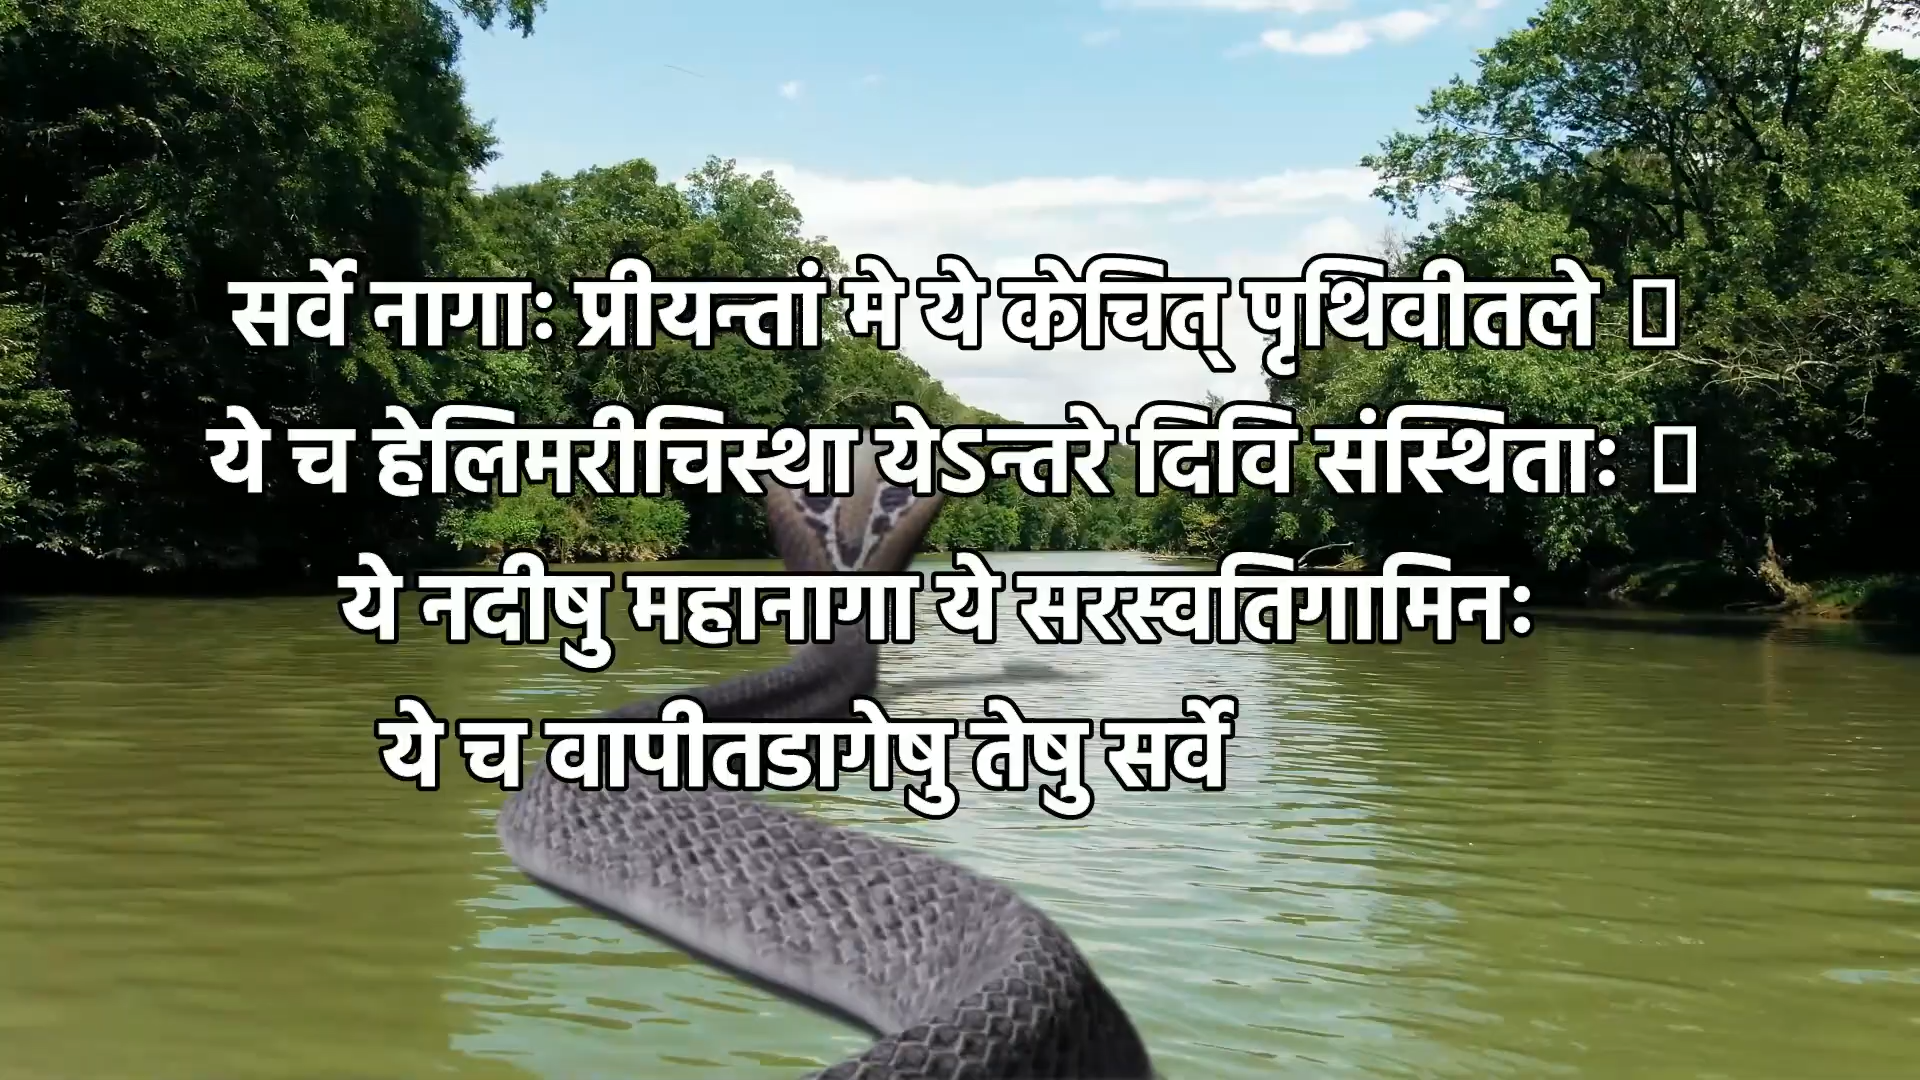 सर्वे नागाः प्रीयन्तां मे ये केचित् पृथिवीतले
ये च हेलिमरीचिस्था येऽन्तरे दिवि संस्थिताः
ये नदीषु महानागा ये सरस्वतिगामिनः
ये च वापीतडागेषु तेषु सर्वे